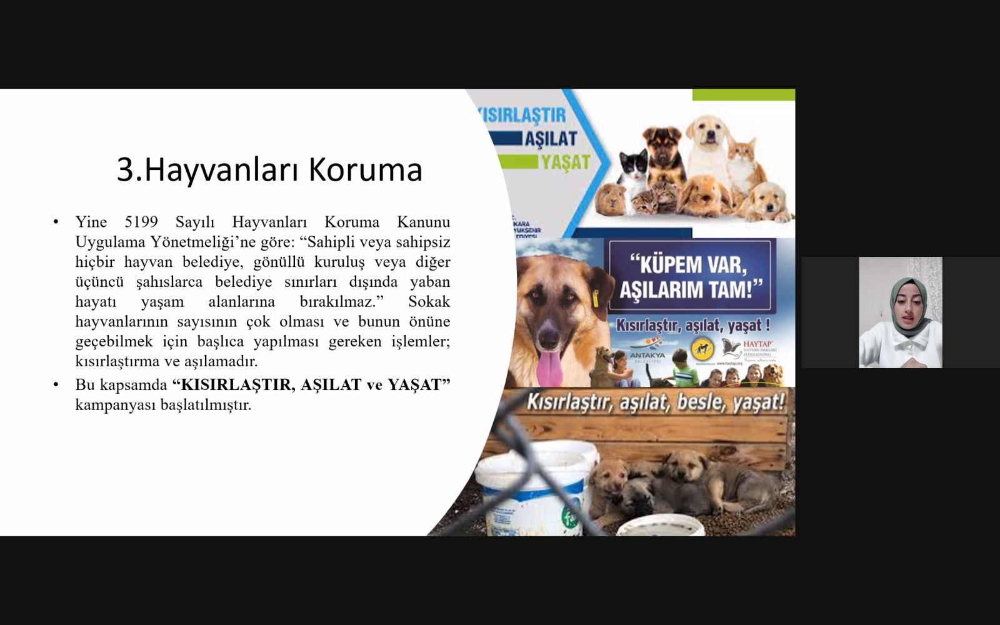 3.Hayvanları Koruma
• Yine 5199 Sayılı Hayvanları Koruma Kanunu
Uygulama Yönetmeliği’ne göre: “Sahipli veya sahipsiz
hiçbir hayvan belediye, gönüllü kuruluş veya diğer
üçüncü şahıslarca belediye sınırları dışında yaban
hayatı yaşam alanlarına bırakılmaz.” Sokak
hayvanlarının sayısının çok olması ve bunun önüne
geçebilmek için başlıca yapılması gereken işlemler;
kısırlaştırma ve aşılamadır.
• Bu kapsamda “KISIRLAŞTIR, AŞILAT ve YAŞAT”
kampanyası başlatılmıştır.
KISIRLAŞTIR
AŞILAT
YAŞAT
“KÜPEM VAR,
AŞILARIM TAM!”
Kısırlaştır, aşılat, yaşat !
ANTAKYA
BELEDİYESİ
HAYTAP
HAYVAN HAKLARI
FEDERASYONU
www.haytap.org
Kısırlaştır, aşılat, besle, yaşat!